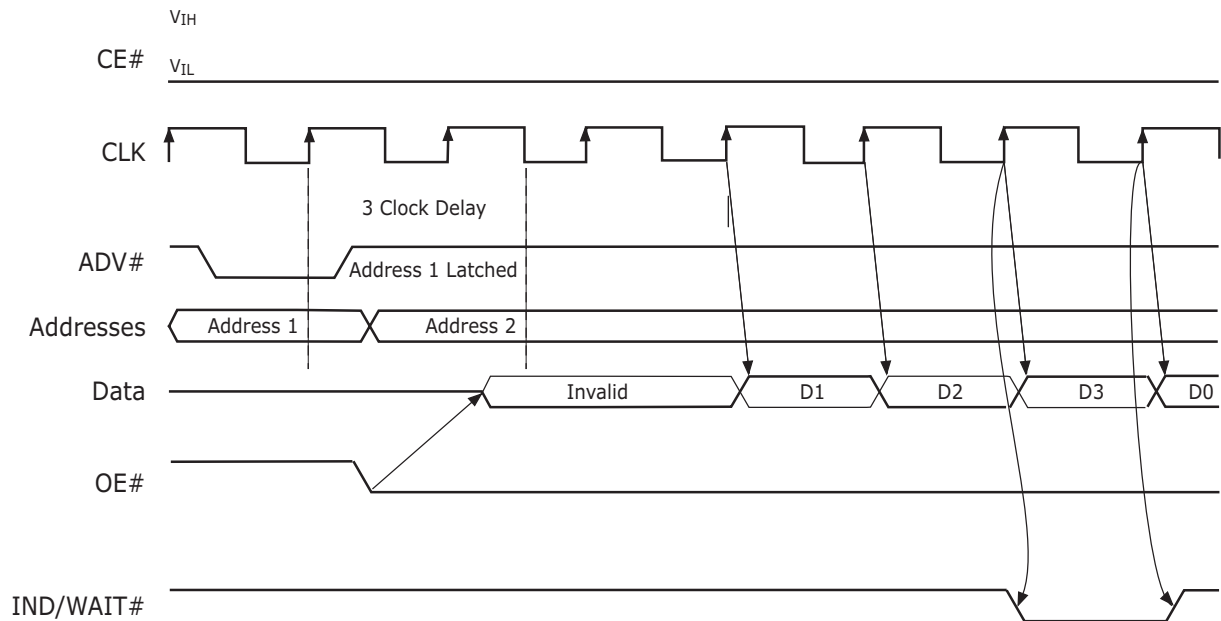 VIH
CE#
VIL
CLK
3 Clock Delay
ADV#
Address 1 Latched
Addresses
Address 1
Address 2
Data
Invalid
D1
D2
D3
D0
OE#
IND/WAIT#